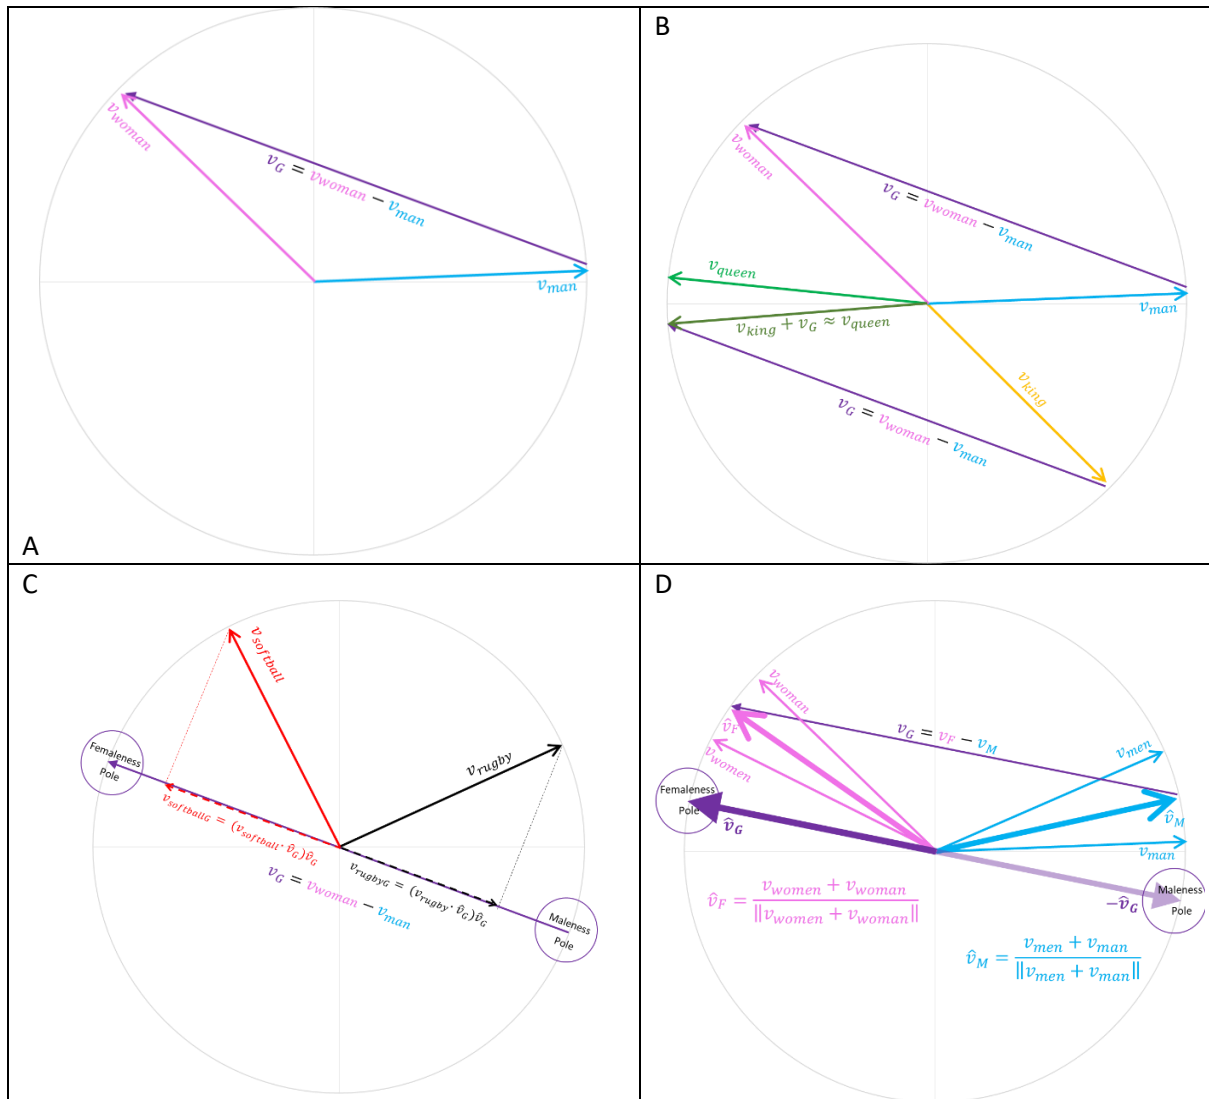 v_woman
v_G = v_woman − v_man
v_man
A
B
v_woman
v_G = v_woman − v_man
v_queen
v_man
v_king + v_G ≈ v_queen
v_king
v_G = v_woman − v_man
C
v_softball
v_rugby
Femaleness
Pole
v_softballG = (v_softball · v̂_G)v̂_G
v_rugbyG = (v_rugby · v̂_G)v̂_G
v_G = v_woman − v_man
Maleness
Pole
D
v_woman
v̂_F
v_women
v_G = v_F − v_M
v_men
v̂_M
v_man
Femaleness
Pole
v̂_G
Maleness
Pole
−v̂_G
v̂_F = (v_women + v_woman) / ‖v_women + v_woman‖
v̂_M = (v_men + v_man) / ‖v_men + v_man‖